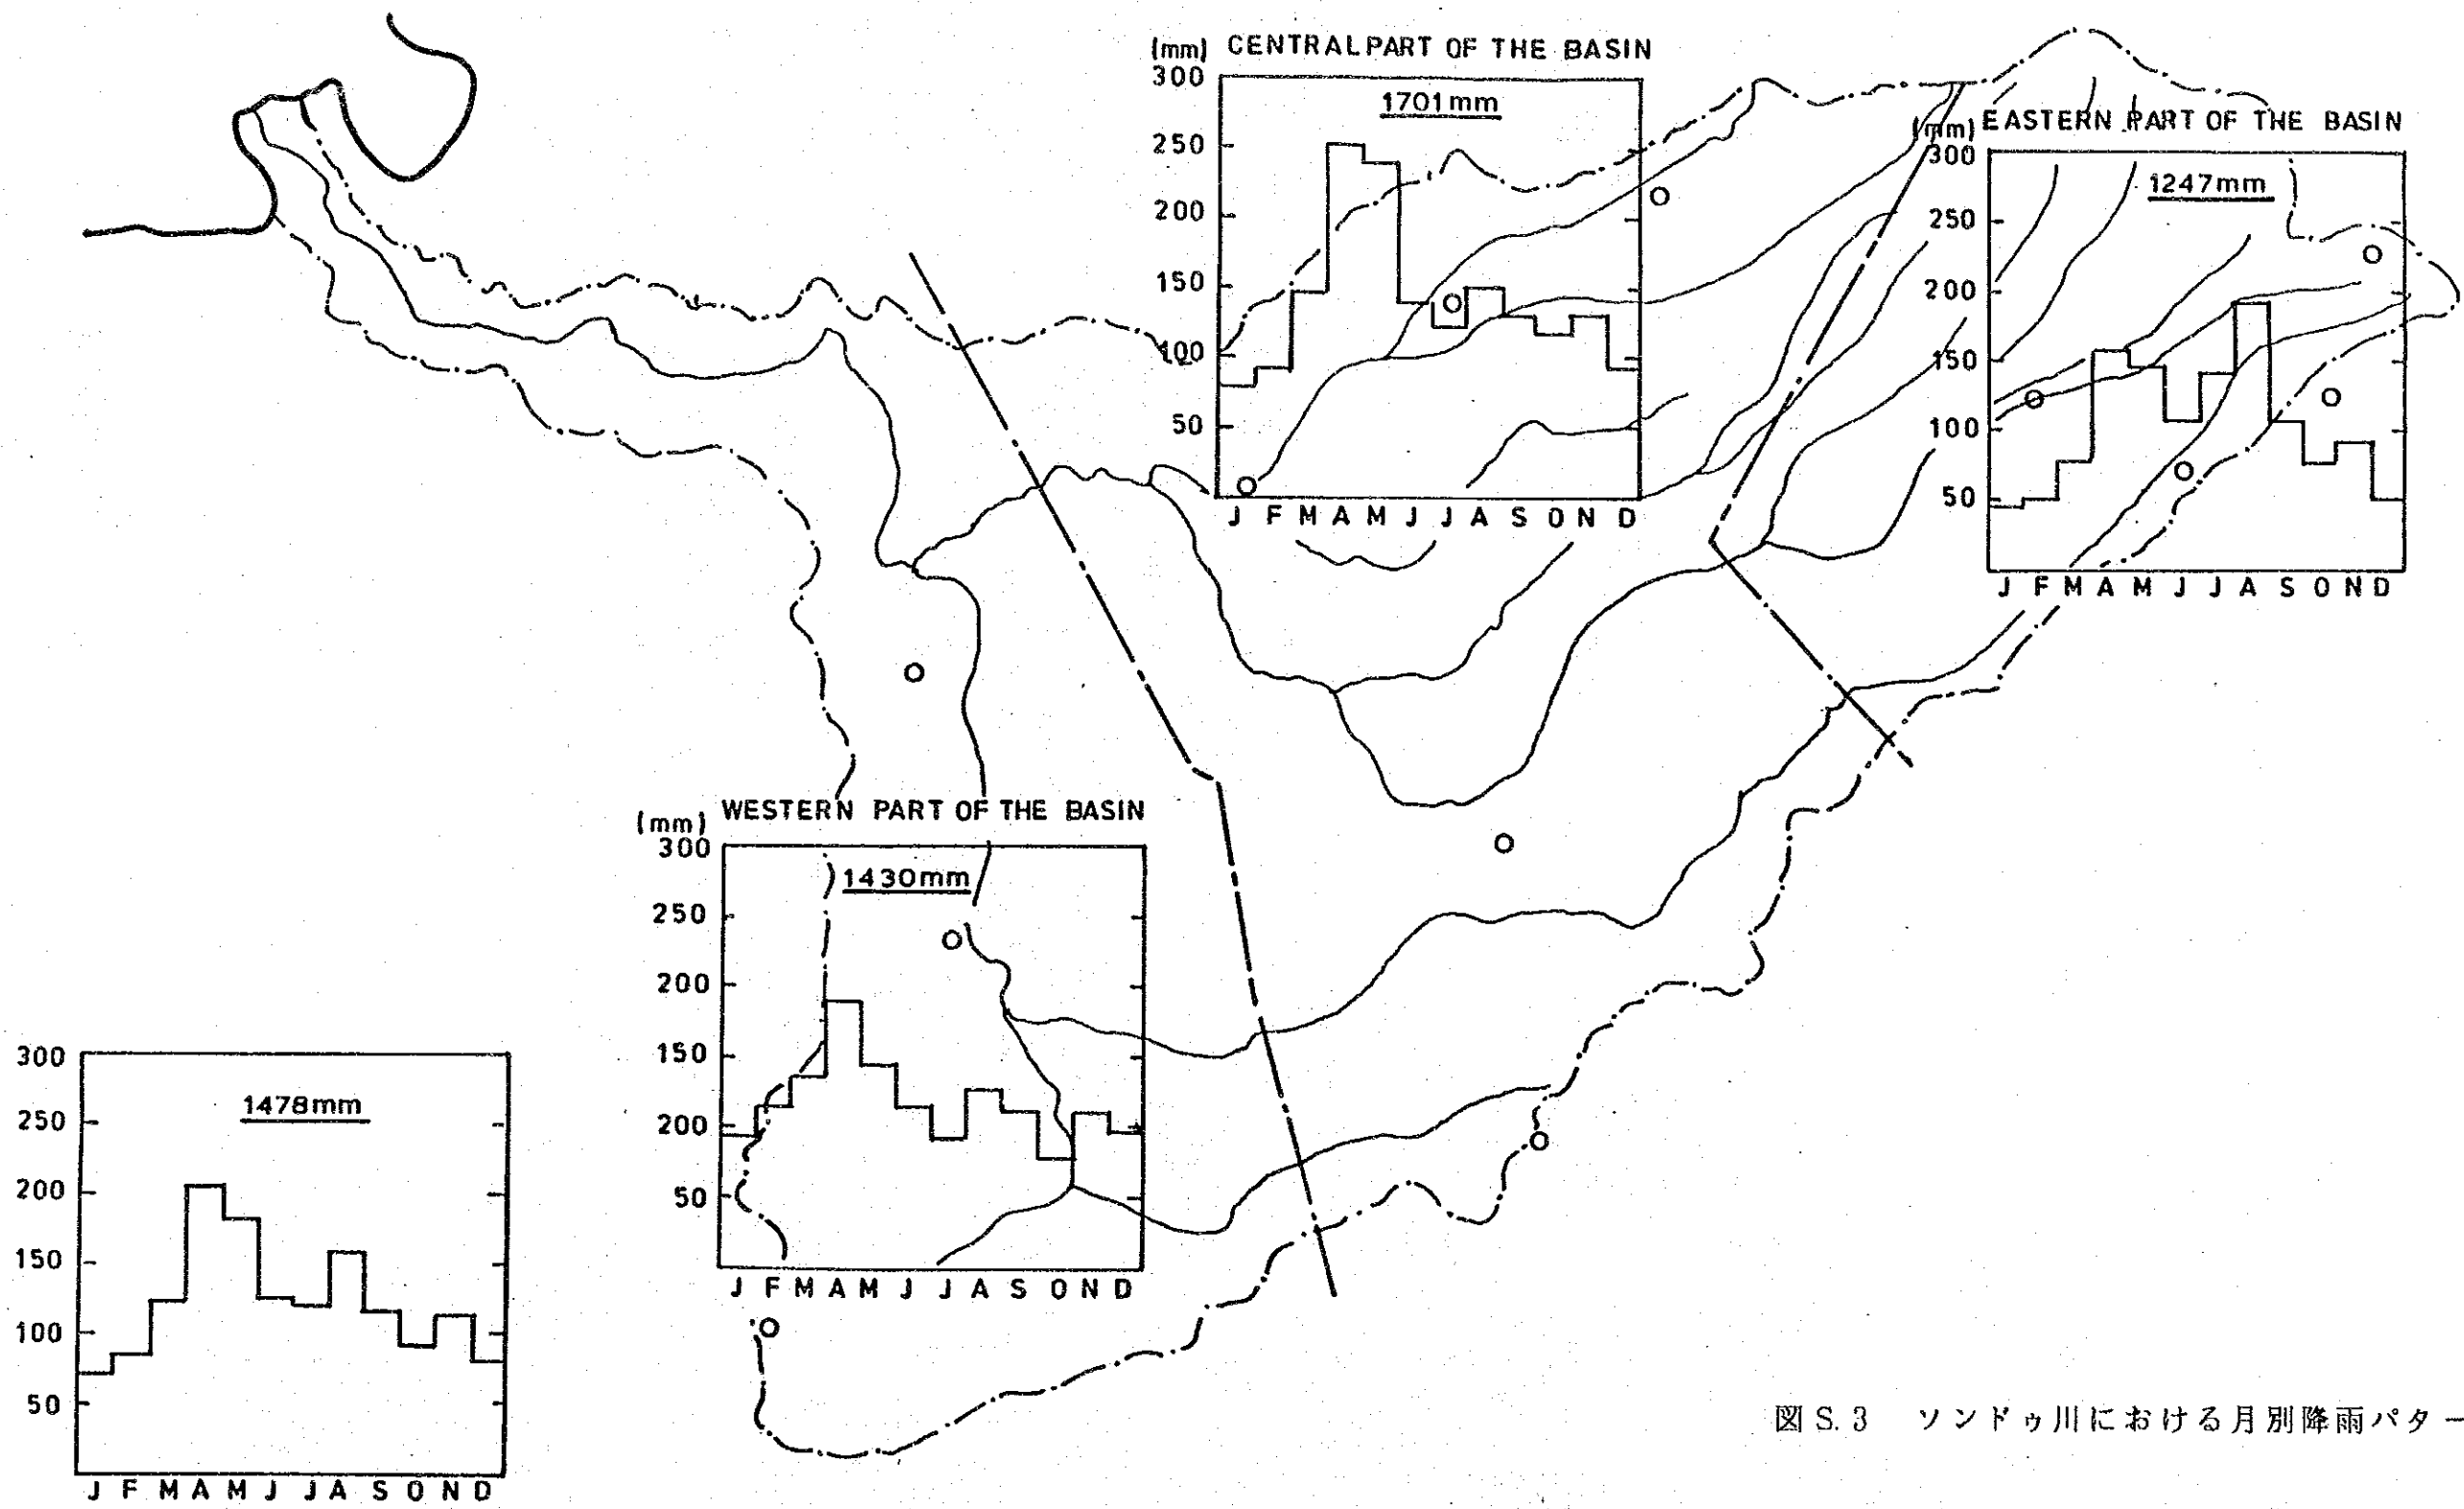 (mm) CENTRAL PART OF THE BASIN
300
1701mm
250
200
150
100
50
J F M A M J J A S O N D
(mm) EASTERN PART OF THE BASIN
300
1247mm
250
200
150
100
50
J F M A M J J A S O N D
WESTERN PART OF THE BASIN
(mm)
300
1430mm
250
200
150
200
50
J F M A M J J A S O N D
300
1478mm
250
200
150
100
50
J F M A M J J A S O N D
図 S.3 ソンドゥ川における月別降雨パター